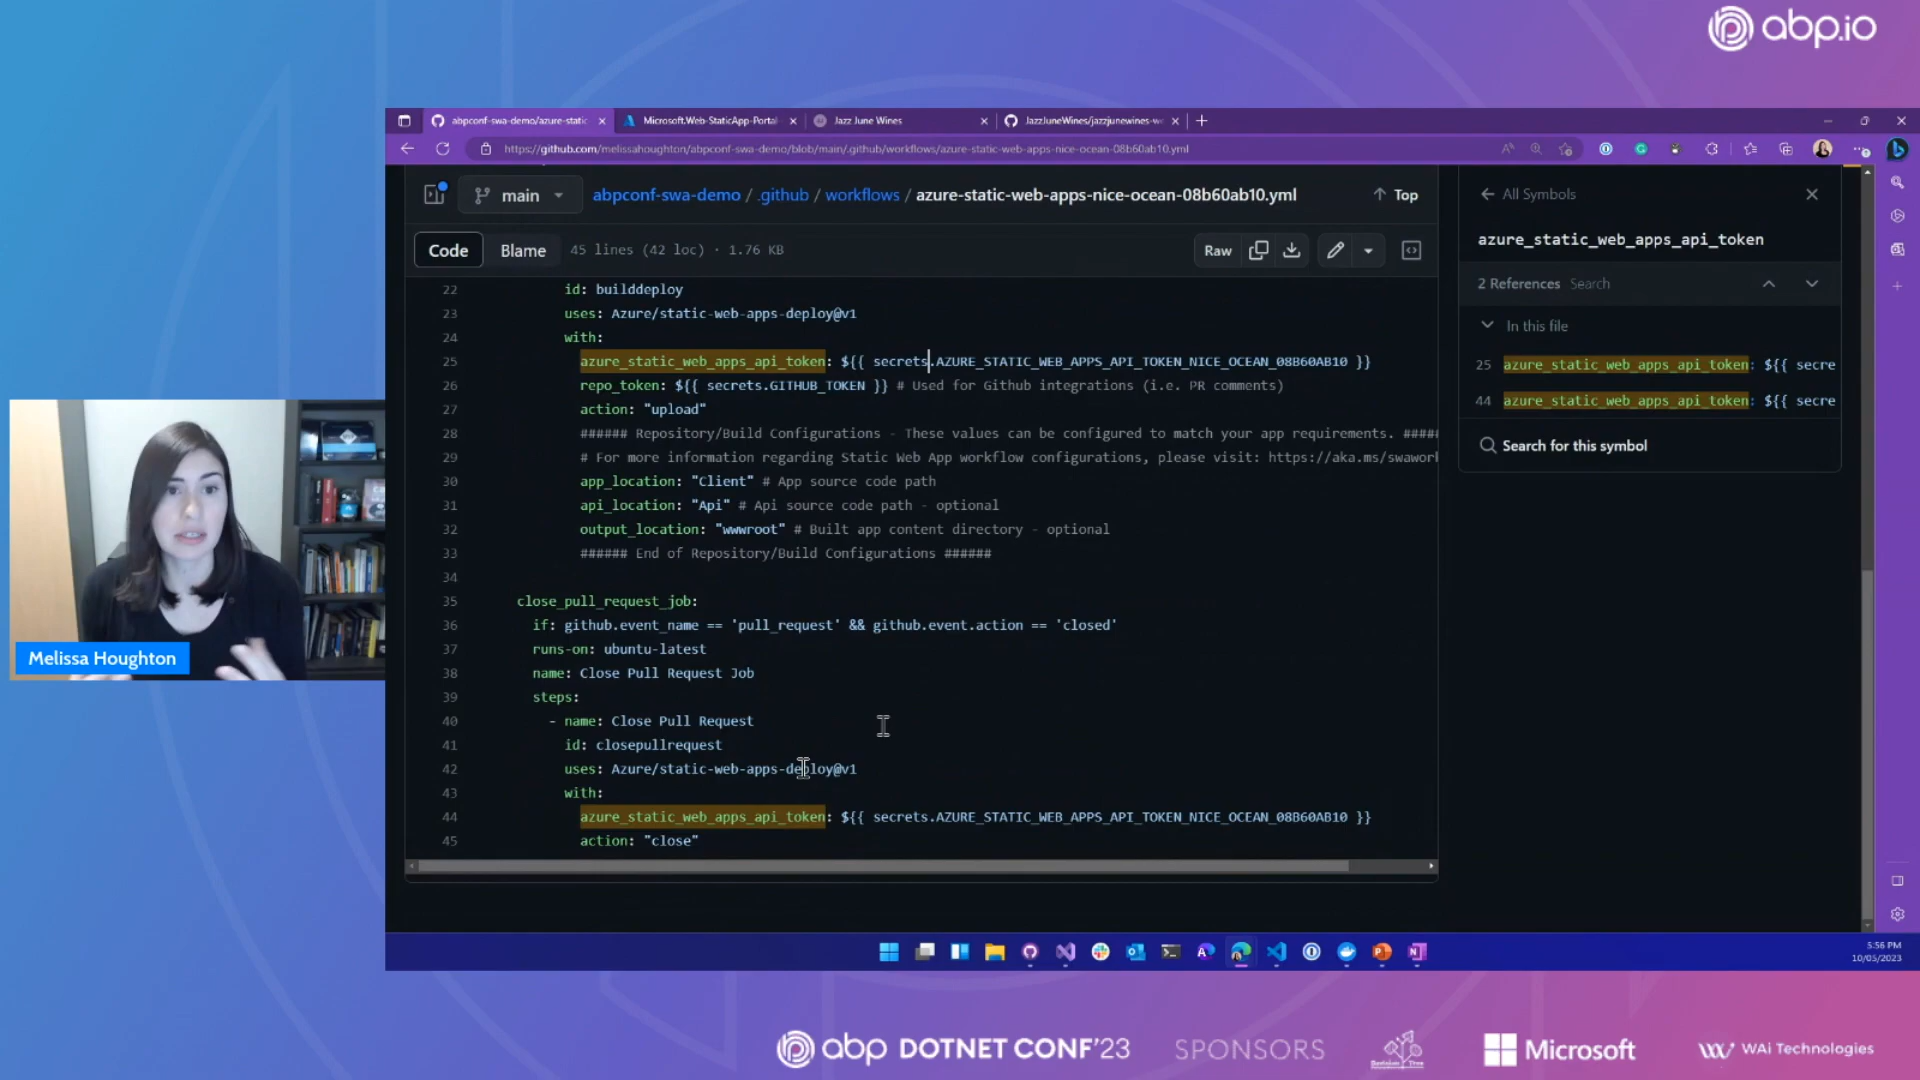 abp.io
abpconf-swa-demo/azure-static
Microsoft.Web-StaticApp-Portal
Jazz June Wines
JazzJuneWines/jazzjunewines-we
https://github.com/melissahoughton/abpconf-swa-demo/blob/main/.github/workflows/azure-static-web-apps-nice-ocean-08b60ab10.yml
main
abpconf-swa-demo / .github / workflows / azure-static-web-apps-nice-ocean-08b60ab10.yml
Top
Code
Blame
45 lines (42 loc) · 1.76 KB
Raw
22 id: builddeploy
23 uses: Azure/static-web-apps-deploy@v1
24 with:
25 azure_static_web_apps_api_token: ${{ secrets.AZURE_STATIC_WEB_APPS_API_TOKEN_NICE_OCEAN_08B60AB10 }}
26 repo_token: ${{ secrets.GITHUB_TOKEN }} # Used for Github integrations (i.e. PR comments)
27 action: "upload"
28 ###### Repository/Build Configurations - These values can be configured to match your app requirements. #####
29 # For more information regarding Static Web App workflow configurations, please visit: https://aka.ms/swawork
30 app_location: "Client" # App source code path
31 api_location: "Api" # Api source code path - optional
32 output_location: "wwwroot" # Built app content directory - optional
33 ###### End of Repository/Build Configurations ######
34
35 close_pull_request_job:
36 if: github.event_name == 'pull_request' && github.event.action == 'closed'
37 runs-on: ubuntu-latest
38 name: Close Pull Request Job
39 steps:
40 - name: Close Pull Request
41 id: closepullrequest
42 uses: Azure/static-web-apps-deploy@v1
43 with:
44 azure_static_web_apps_api_token: ${{ secrets.AZURE_STATIC_WEB_APPS_API_TOKEN_NICE_OCEAN_08B60AB10 }}
45 action: "close"
All Symbols
azure_static_web_apps_api_token
2 References Search
In this file
25 azure_static_web_apps_api_token: ${{ secre
44 azure_static_web_apps_api_token: ${{ secre
Search for this symbol
Melissa Houghton
5:56 PM
10/05/2023
abp DOTNET CONF'23
SPONSORS
Microsoft
WAi Technologies